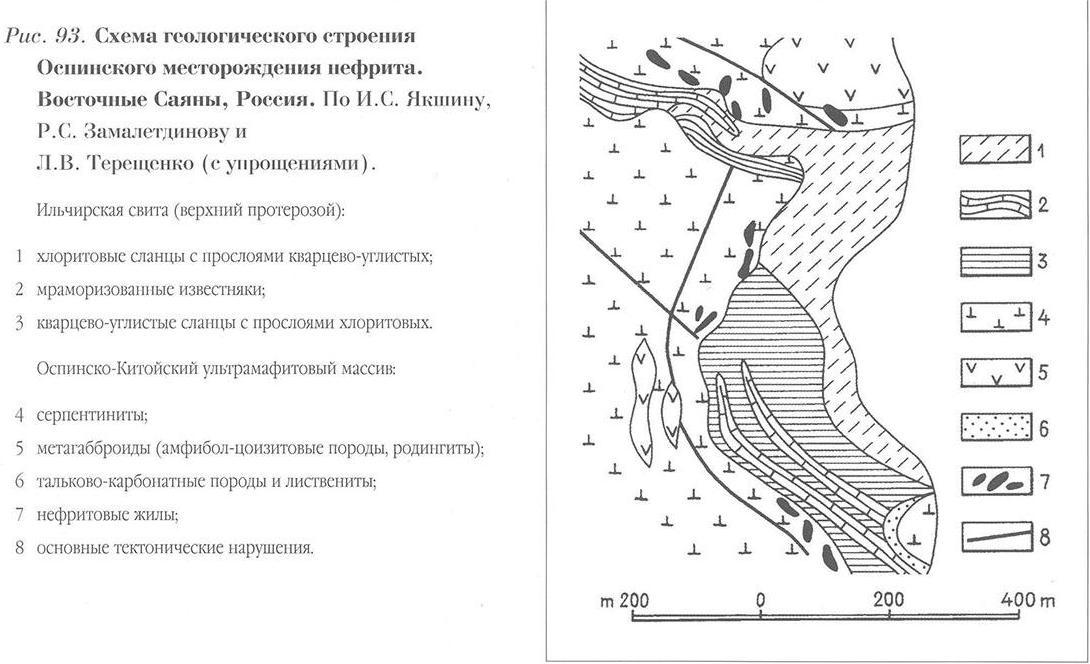 Рис. 93. Схема геологического строения
Оспинского месторождения нефрита.
Восточные Саяны, Россия. По И.С. Якшину,
Р.С. Замалетдинову и
Л.В. Терещенко (с упрощениями).
Ильчирская свита (верхний протерозой):
1 хлоритовые сланцы с прослоями кварцево-углистых;
2 мраморизованные известняки;
3 кварцево-углистые сланцы с прослоями хлоритовых.
Оспинско-Китойский ультрамафитовый массив:
4 серпентиниты;
5 метагабброиды (амфибол-цоизитовые породы, родингиты);
6 тальково-карбонатные породы и листвениты;
7 нефритовые жилы;
8 основные тектонические нарушения.
1
2
3
4
5
6
7
8
m 200 0 200 400 m